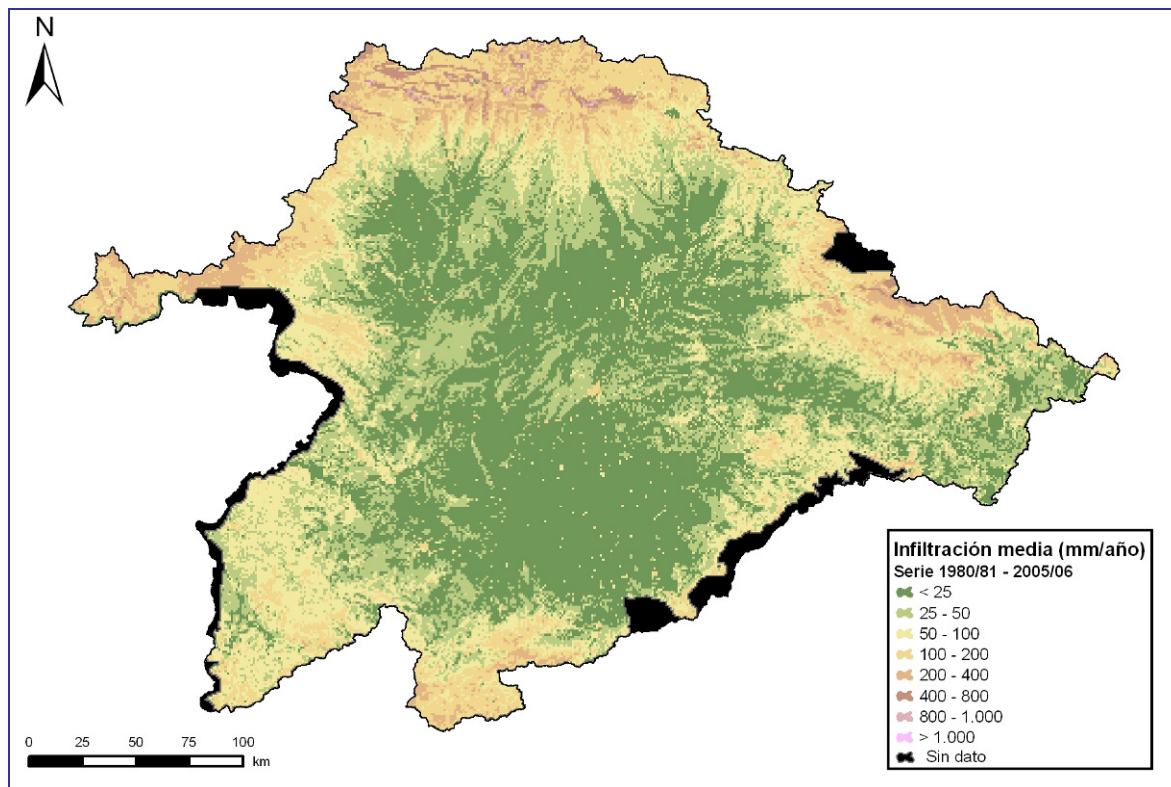 N
Infiltración media (mm/año)
Serie 1980/81 - 2005/06
< 25
25 - 50
50 - 100
100 - 200
200 - 400
400 - 800
800 - 1.000
> 1.000
Sin dato
0 25 50 75 100
km